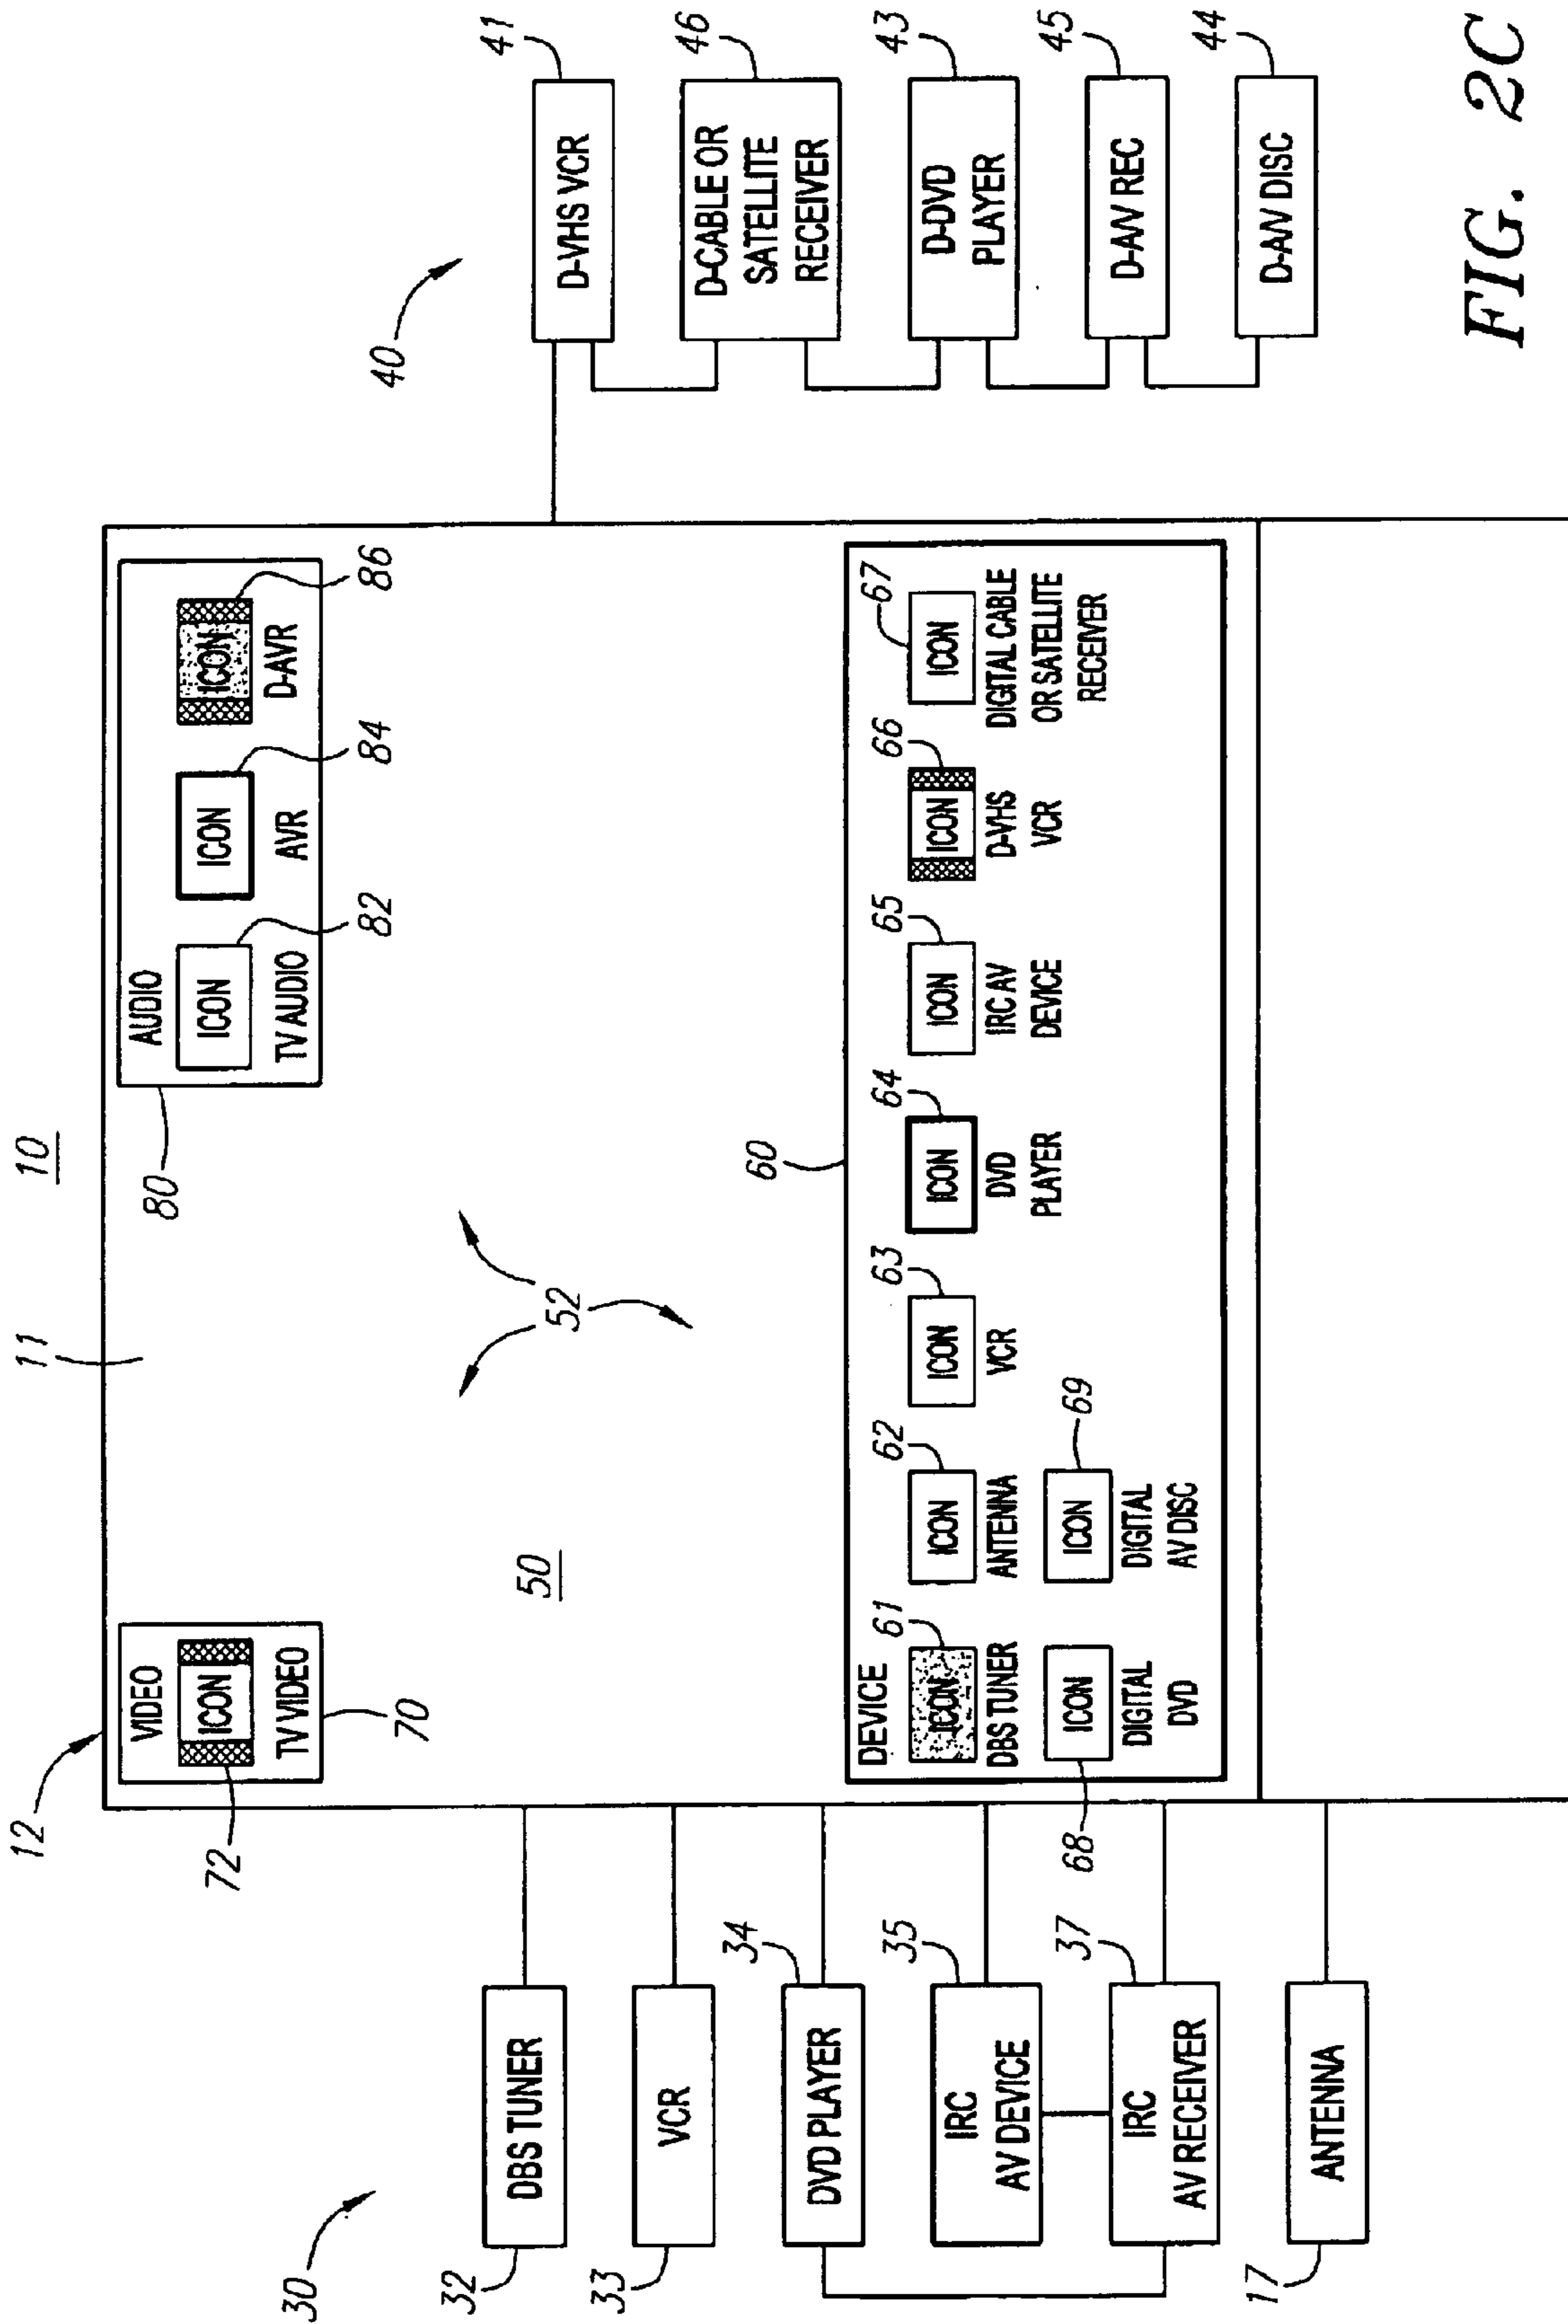 10
11
12
VIDEO
ICON
TV VIDEO
72
70
AUDIO
ICON
ICON
ICON
TV AUDIO
AVR
D-AVR
80
82
84
86
50
52
60
DEVICE
61
62
63
64
65
66
67
ICON
ICON
ICON
ICON
ICON
ICON
ICON
DBS TUNER
ANTENNA
VCR
DVD
PLAYER
IRC AV
DEVICE
D-VHS
VCR
DIGITAL CABLE
OR SATELLITE
RECEIVER
68
69
ICON
ICON
DIGITAL
DVD
DIGITAL
AV DISC
30
32
DBS TUNER
33
VCR
34
DVD PLAYER
35
IRC
AV DEVICE
37
IRC
AV RECEIVER
17
ANTENNA
40
41
D-VHS VCR
46
D-CABLE OR
SATELLITE
RECEIVER
43
D-DVD
PLAYER
45
D-A/V REC
44
D-A/V DISC
FIG. 2C